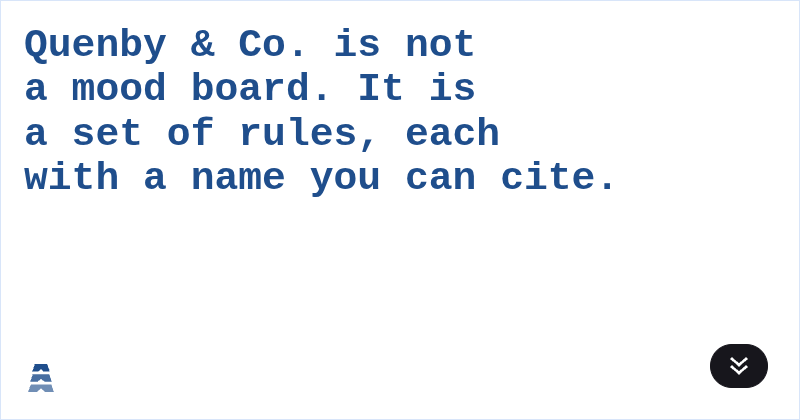 Quenby & Co. is not
a mood board. It is
a set of rules, each
with a name you can cite.